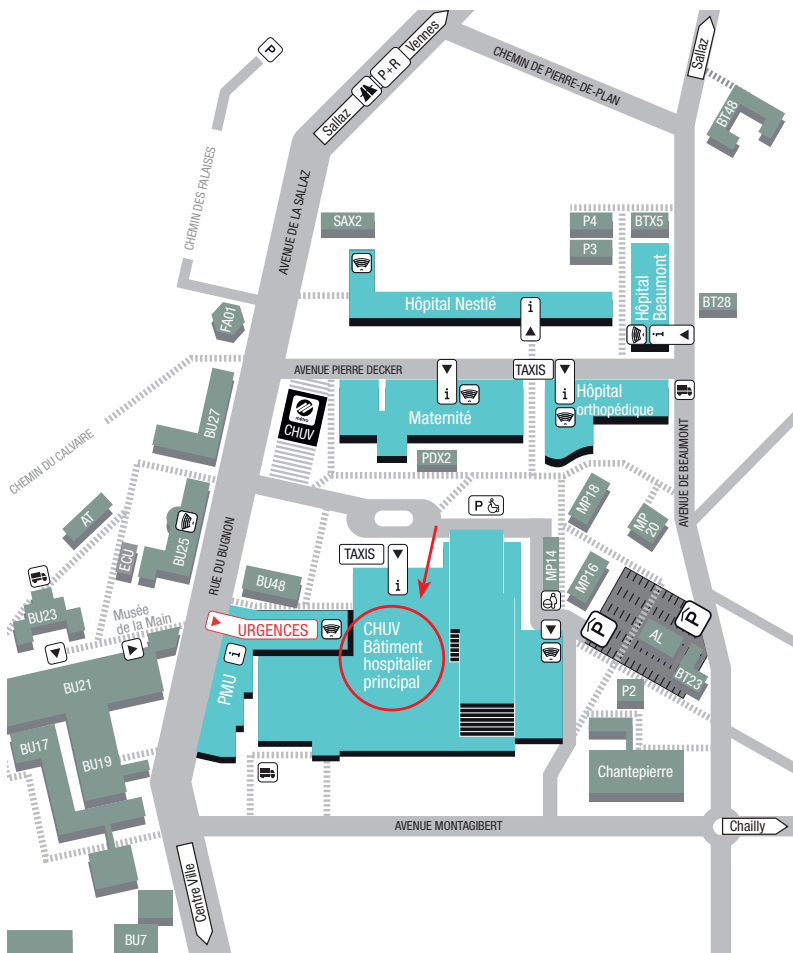 Vennes
P+R
Sallaz
Sallaz
CHEMIN DE PIERRE-DE-PLAN
P
BT48
CHEMIN DES FALAISES
AVENUE DE LA SALLAZ
SAX2
P4
BTX5
P3
Hôpital Nestlé
i
Hôpital
Beaumont
i
BT28
FA01
AVENUE PIERRE DECKER
TAXIS
i
i
métro
CHUV
Maternité
Hôpital
orthopédique
BU27
CHEMIN DU CALVAIRE
PDX2
AVENUE DE BEAUMONT
MP18
MP
20
P
AT
BU25
ECU
RUE DU BUGNON
TAXIS
i
MP14
MP16
BU48
BU23
Musée
de la Main
URGENCES
CHUV
Bâtiment
hospitalier
principal
P
P
AL
BT23
i
PMU
BU21
P2
BU17
BU19
Chantepierre
AVENUE MONTAGIBERT
Chailly
Centre Ville
BU7